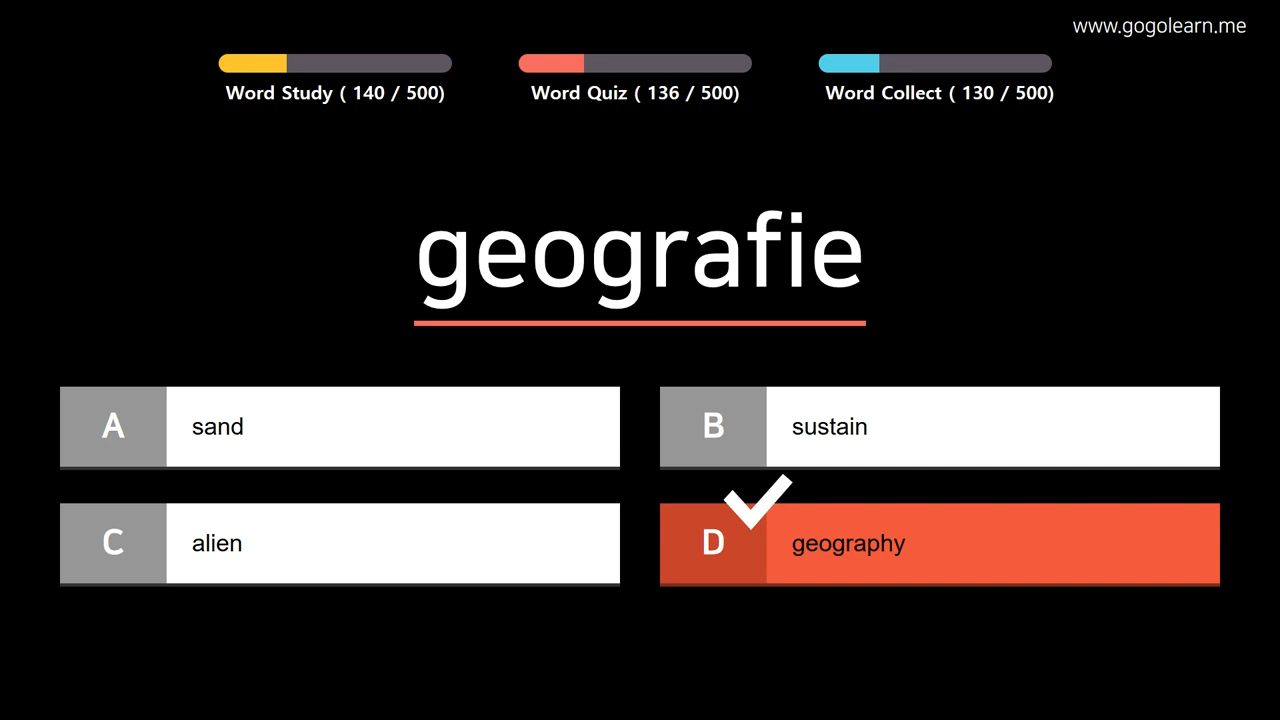 www.gogolearn.me
Word Study ( 140 / 500)
Word Quiz ( 136 / 500)
Word Collect ( 130 / 500)
geografie
A sand
B sustain
C alien
D geography